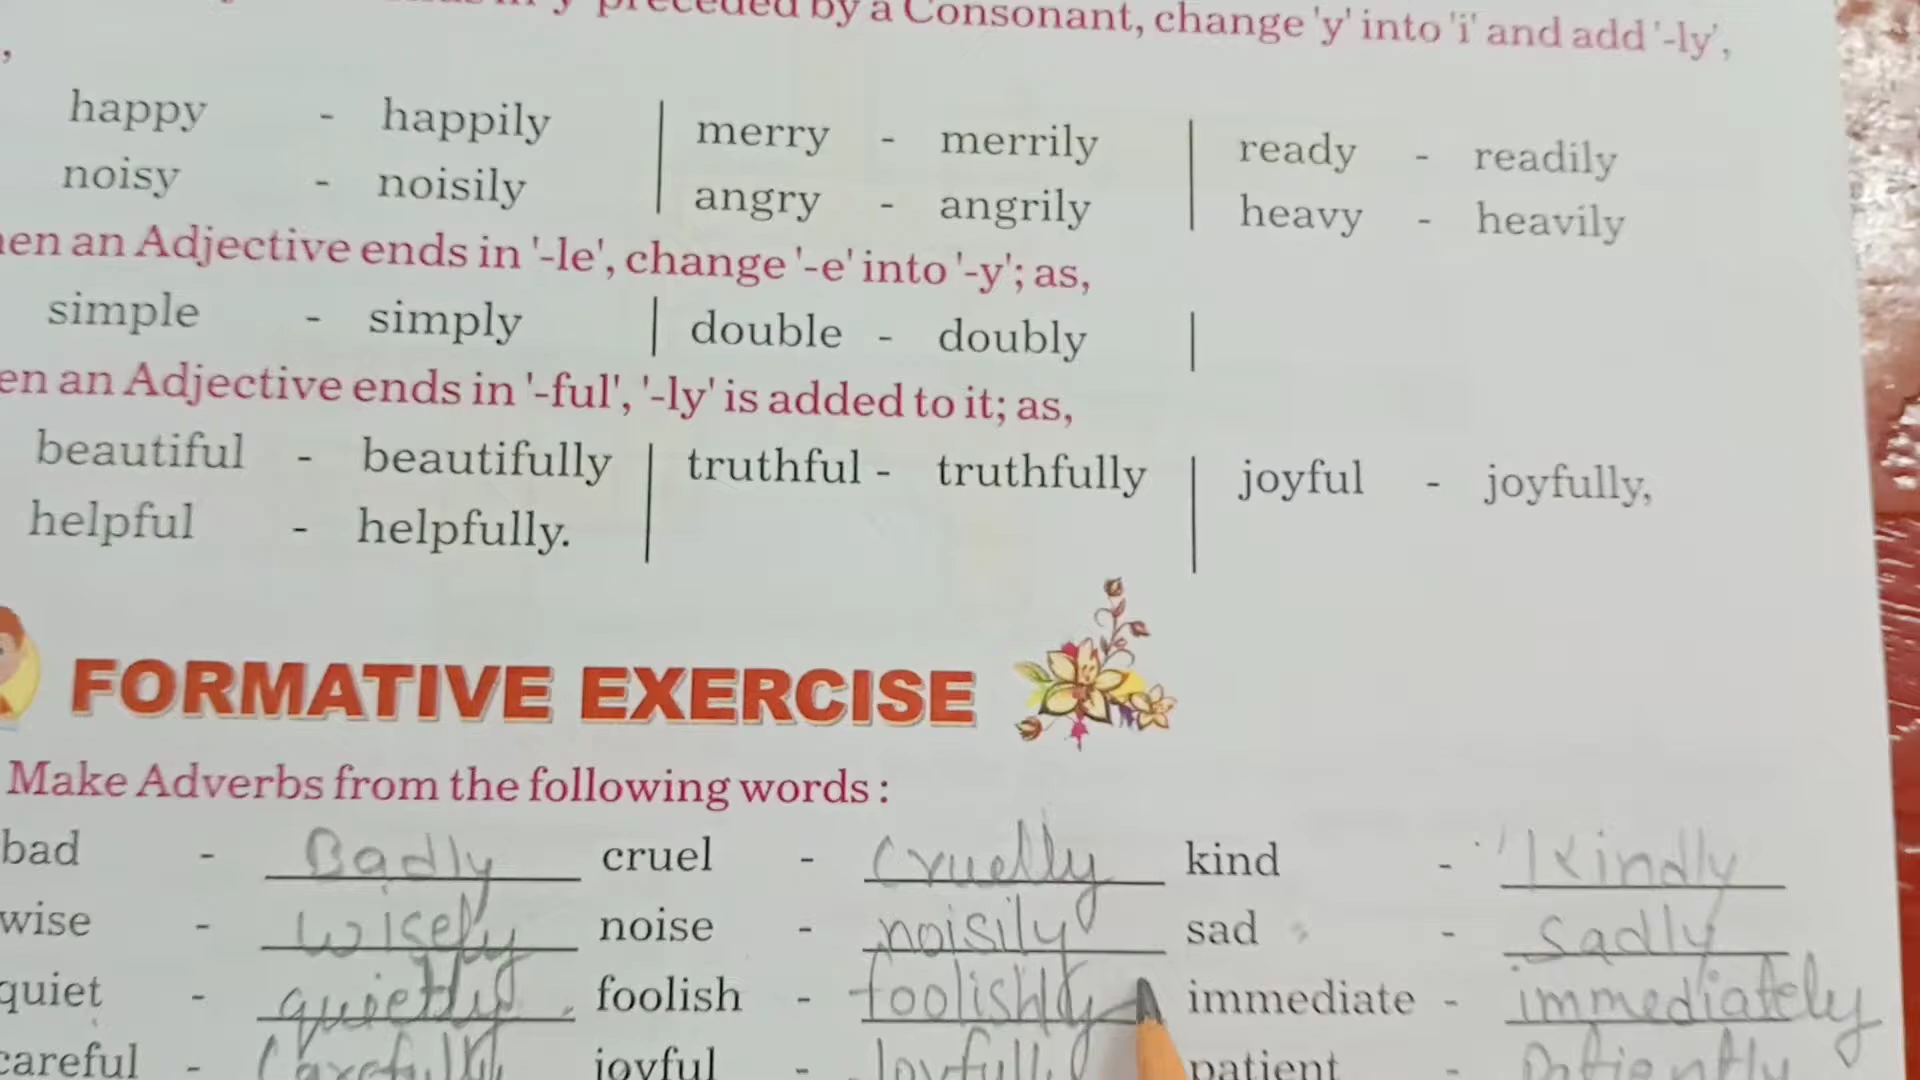 preceded by a Consonant, change 'y' into 'i' and add '-ly',
,
happy - happily merry - merrily ready - readily
noisy - noisily angry - angrily heavy - heavily
en an Adjective ends in '-le', change '-e' into '-y'; as,
simple - simply double - doubly
en an Adjective ends in '-ful', '-ly' is added to it; as,
beautiful - beautifully truthful - truthfully joyful - joyfully,
helpful - helpfully.
FORMATIVE EXERCISE
Make Adverbs from the following words :
bad - Badly cruel - Cruelly kind - Kindly
wise - wisely noise - noisily sad - sadly
quiet - quietly foolish - foolishly immediate - immediately
careful - Carefully joyful - Joyfully patient - Patiently